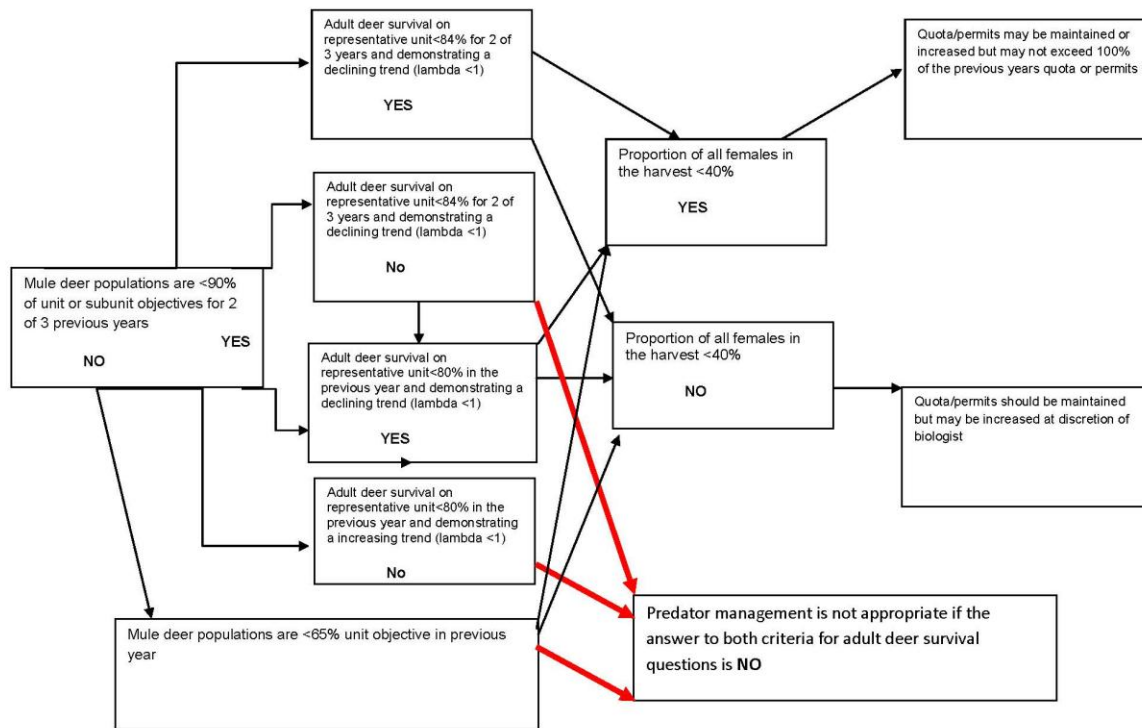 Adult deer survival on
representative unit<84% for 2 of
3 years and demonstrating a
declining trend (lambda <1)
YES
Quota/permits may be maintained or
increased but may not exceed 100%
of the previous years quota or permits
Proportion of all females in
the harvest <40%
YES
Adult deer survival on
representative unit<84% for 2 of
3 years and demonstrating a
declining trend (lambda <1)
No
Mule deer populations are <90%
of unit or subunit objectives for 2
of 3 previous years
YES
NO
Adult deer survival on
representative unit<80% in the
previous year and demonstrating a
declining trend (lambda <1)
YES
Proportion of all females
in the harvest <40%
NO
Quota/permits should be maintained
but may be increased at discretion of
biologist
Adult deer survival on
representative unit<80% in the
previous year and demonstrating
a increasing trend (lambda <1)
No
Mule deer populations are <65% unit objective in previous
year
Predator management is not appropriate if the
answer to both criteria for adult deer survival
questions is NO